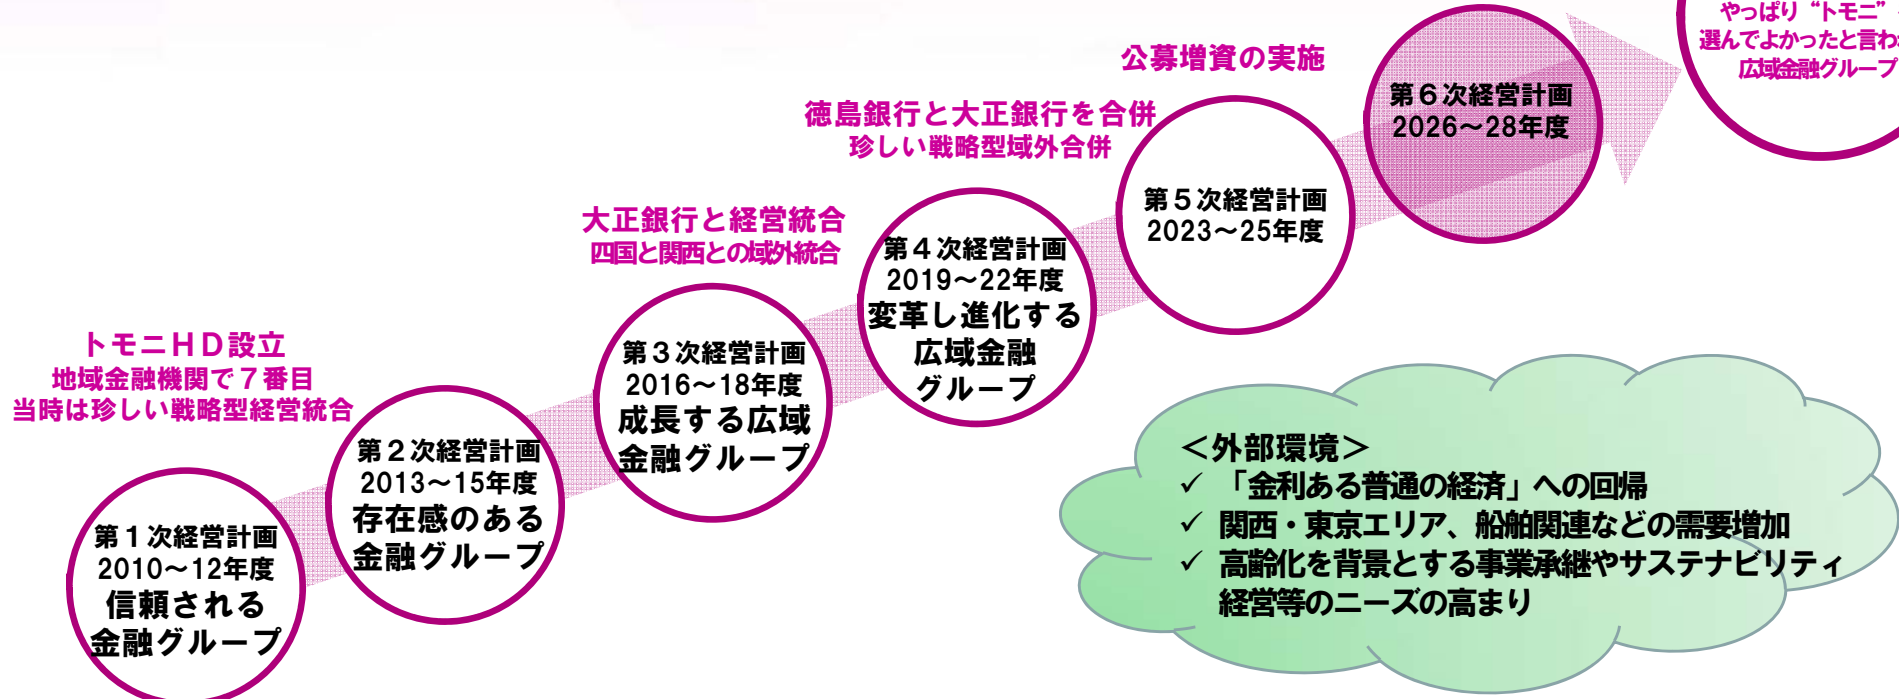 トモニＨＤ設立
地域金融機関で７番目
当時は珍しい戦略型経営統合
第１次経営計画
2010～12年度
信頼される
金融グループ
第２次経営計画
2013～15年度
存在感のある
金融グループ
大正銀行と経営統合
四国と関西との域外統合
第３次経営計画
2016～18年度
成長する広域
金融グループ
徳島銀行と大正銀行を合併
珍しい戦略型域外合併
第４次経営計画
2019～22年度
変革し進化する
広域金融
グループ
公募増資の実施
第５次経営計画
2023～25年度
第６次経営計画
2026～28年度
やっぱり“トモニ”
選んでよかったと言わ
広域金融グループ
＜外部環境＞
✓ 「金利ある普通の経済」への回帰
✓ 関西・東京エリア、船舶関連などの需要増加
✓ 高齢化を背景とする事業承継やサステナビリティ
経営等のニーズの高まり